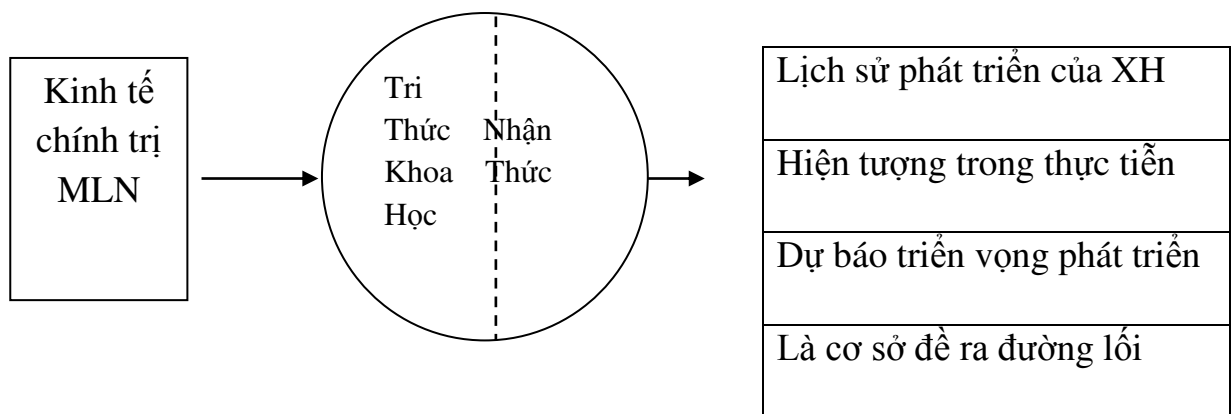 Kinh tế
chính trị
MLN
Tri
Thức Nhận
Khoa Thức
Học
Lịch sử phát triển của XH
Hiện tượng trong thực tiễn
Dự báo triển vọng phát triển
Là cơ sở đề ra đường lối